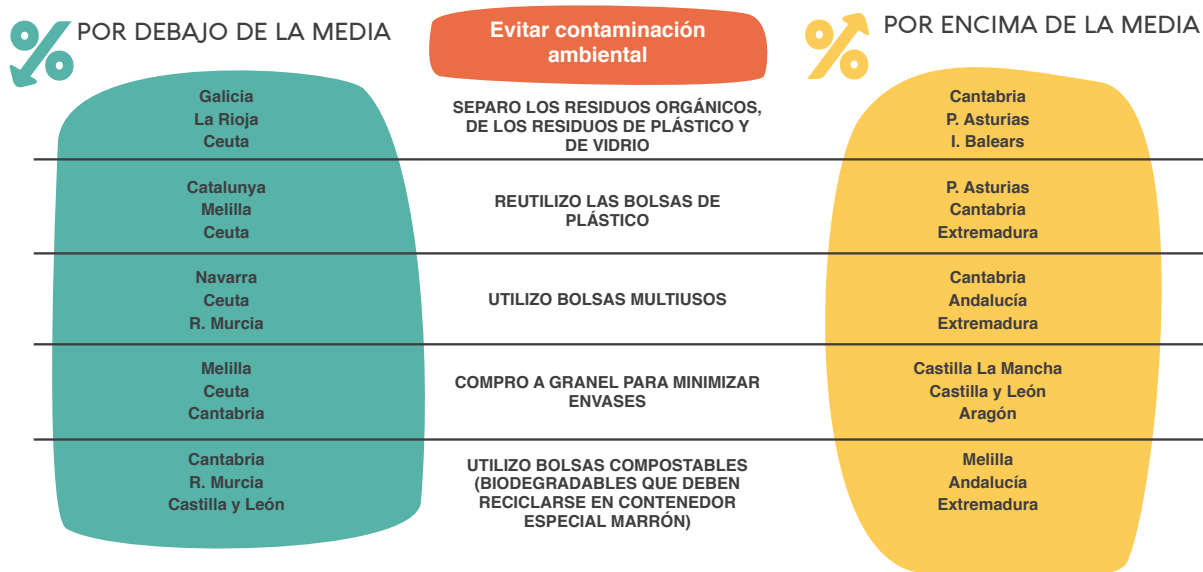 POR DEBAJO DE LA MEDIA
Evitar contaminación
ambiental
POR ENCIMA DE LA MEDIA
Galicia
La Rioja
Ceuta
SEPARO LOS RESIDUOS ORGÁNICOS,
DE LOS RESIDUOS DE PLÁSTICO Y
DE VIDRIO
Cantabria
P. Asturias
I. Balears
Catalunya
Melilla
Ceuta
REUTILIZO LAS BOLSAS DE
PLÁSTICO
P. Asturias
Cantabria
Extremadura
Navarra
Ceuta
R. Murcia
UTILIZO BOLSAS MULTIUSOS
Cantabria
Andalucía
Extremadura
Melilla
Ceuta
Cantabria
COMPRO A GRANEL PARA MINIMIZAR
ENVASES
Castilla La Mancha
Castilla y León
Aragón
Cantabria
R. Murcia
Castilla y León
UTILIZO BOLSAS COMPOSTABLES
(BIODEGRADABLES QUE DEBEN
RECICLARSE EN CONTENEDOR
ESPECIAL MARRÓN)
Melilla
Andalucía
Extremadura